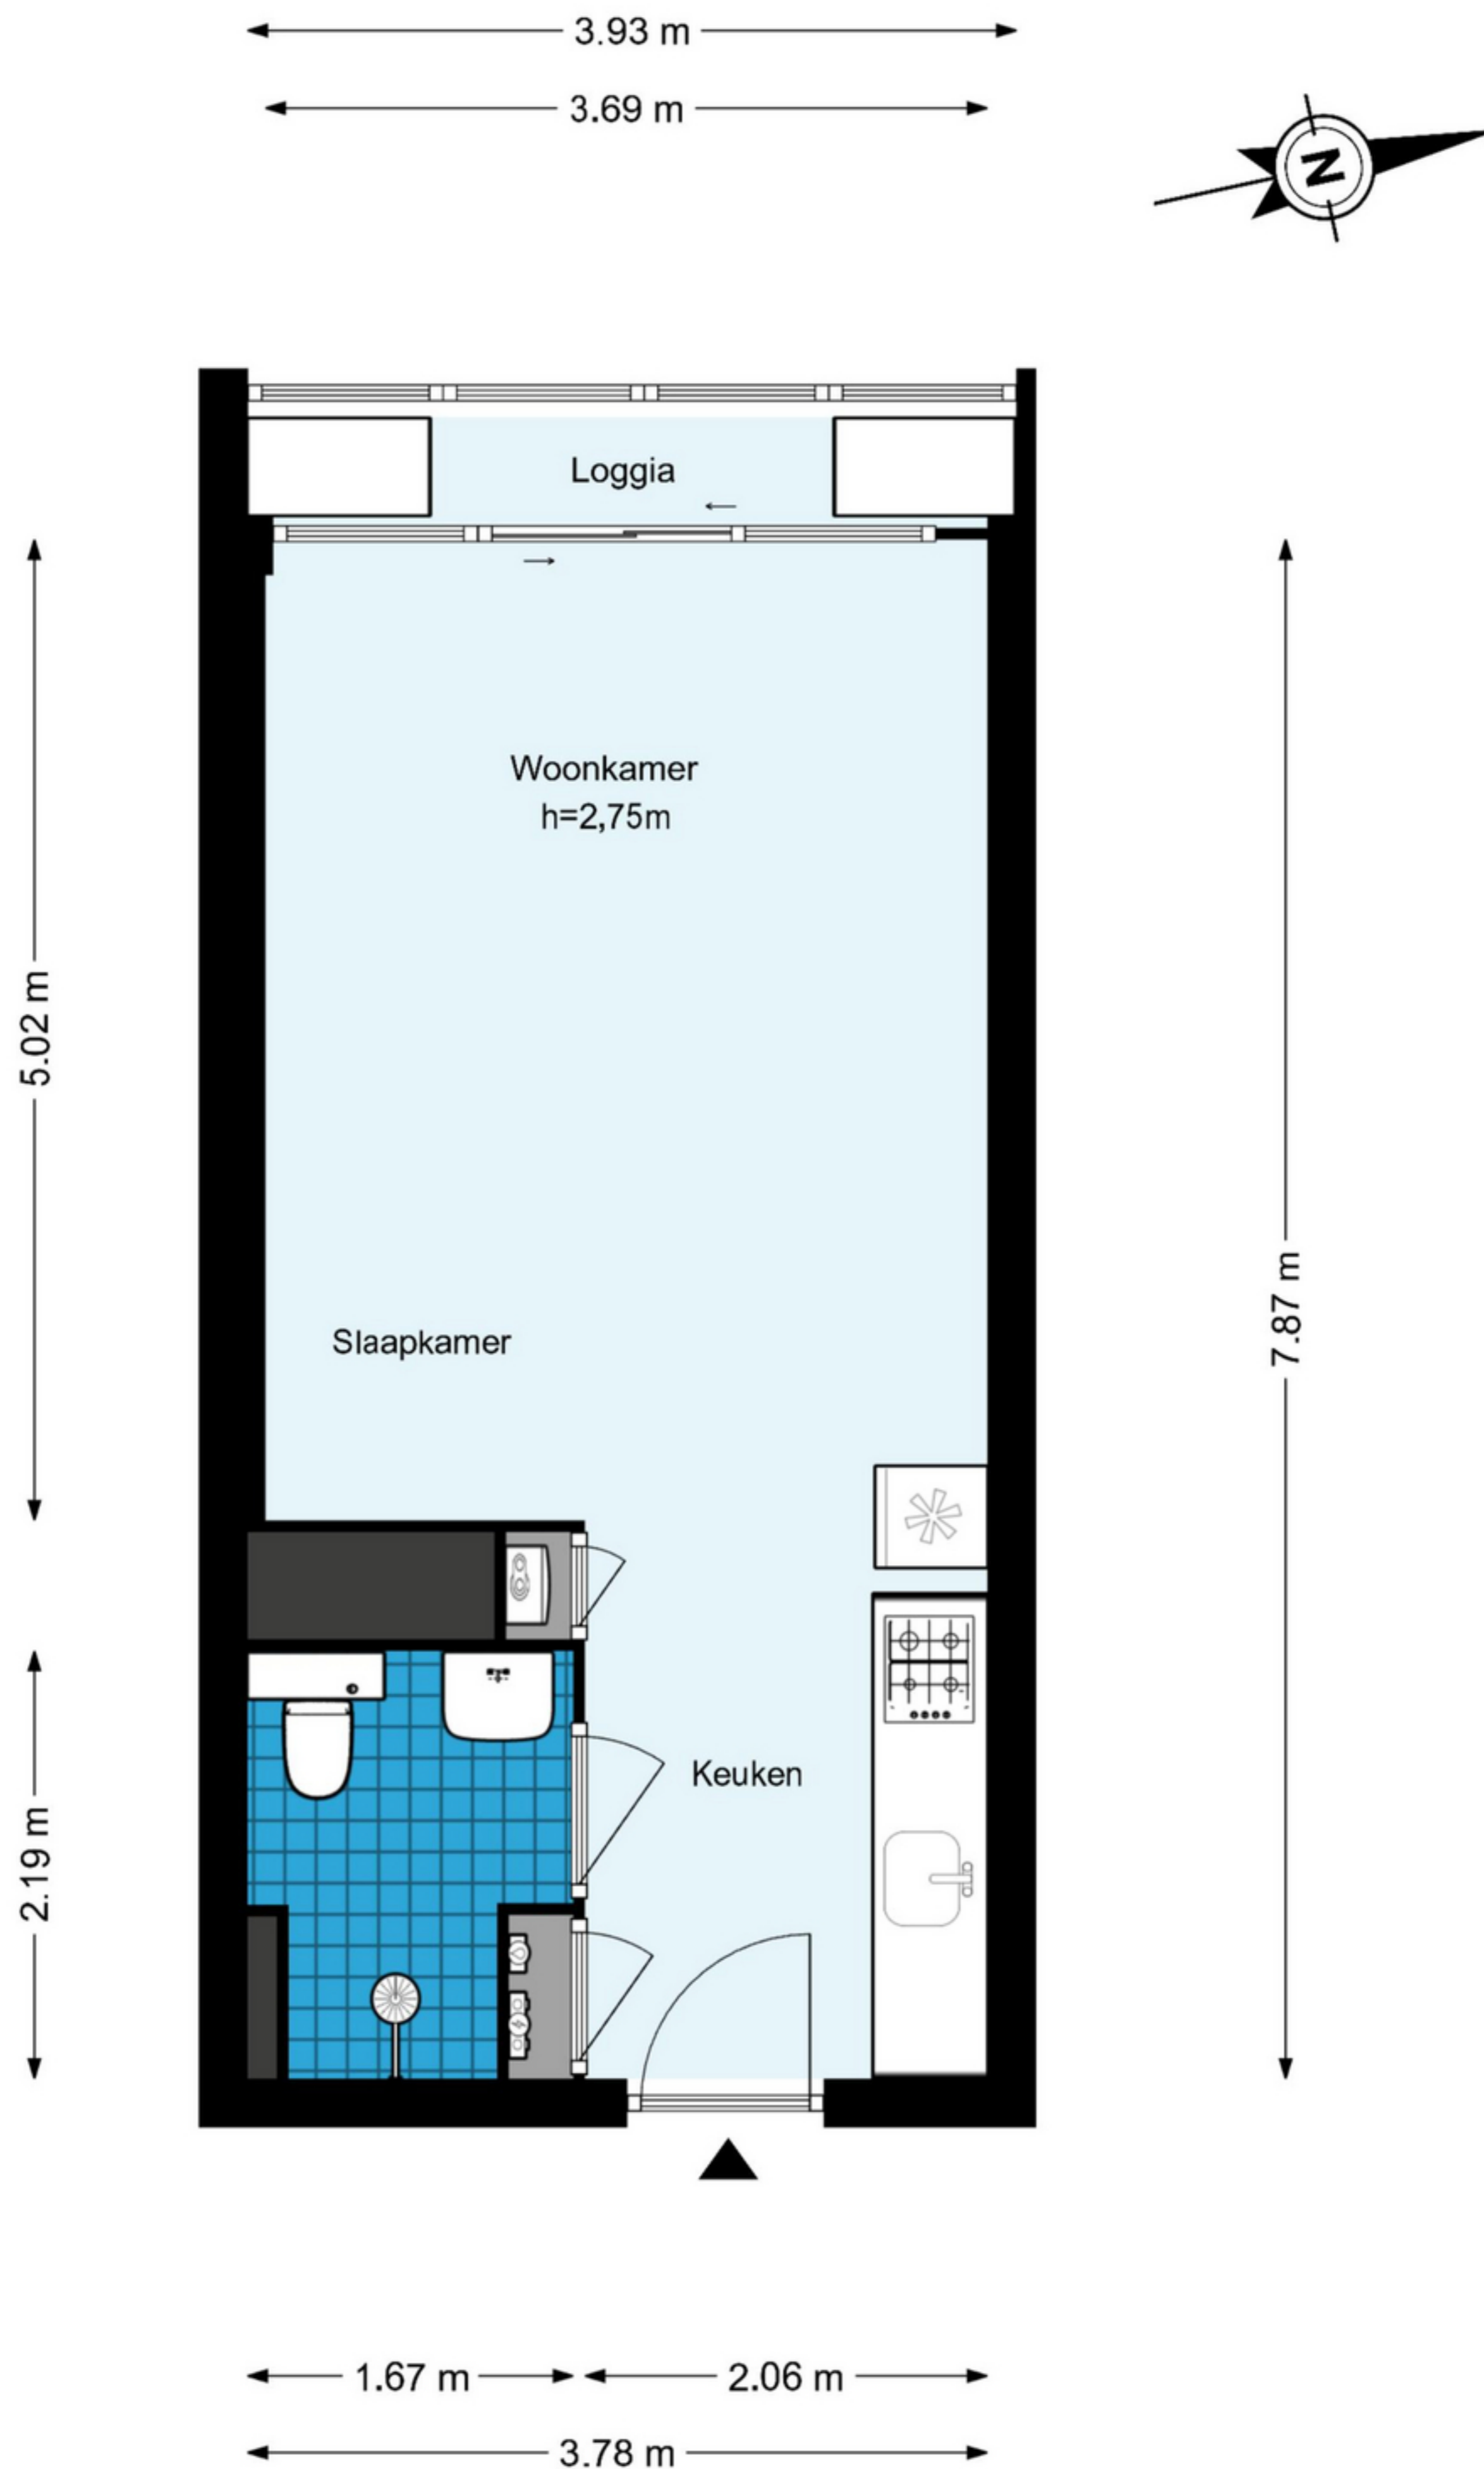 3.93 m
3.69 m
N
Loggia
Woonkamer
h=2,75m
5.02 m
7.87 m
Slaapkamer
Keuken
2.19 m
1.67 m
2.06 m
3.78 m